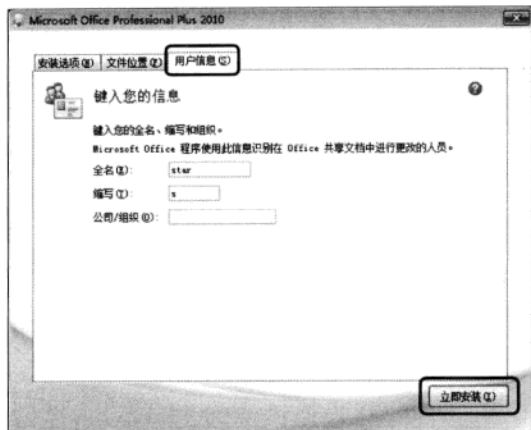 Microsoft Office Professional Plus 2010
安装选项(N) 文件位置(F) 用户信息(S)
键入您的信息
键入您的全名、缩写和组织。
Microsoft Office 程序使用此信息识别在 Office 共享文档中进行更改的人员。
全名(F): star
缩写(I): s
公司/组织(O):
立即安装(I)